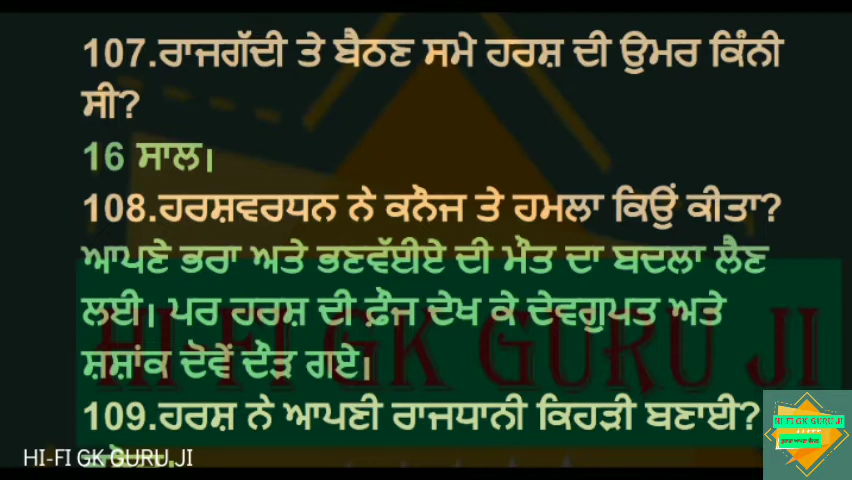 107.ਰਾਜਗੱਦੀ ਤੇ ਬੈਠਣ ਸਮੇ ਹਰਸ਼ ਦੀ ਉਮਰ ਕਿੰਨੀ
ਸੀ?
16 ਸਾਲ।
108.ਹਰਸ਼ਵਰਧਨ ਨੇ ਕਨੌਜ ਤੇ ਹਮਲਾ ਕਿਉਂ ਕੀਤਾ?
ਆਪਣੇ ਭਰਾ ਅਤੇ ਭਣਵੱਈਏ ਦੀ ਮੌਤ ਦਾ ਬਦਲਾ ਲੈਣ
ਲਈ। ਪਰ ਹਰਸ਼ ਦੀ ਫ਼ੌਜ ਦੇਖ ਕੇ ਦੇਵਗੁਪਤ ਅਤੇ
ਸ਼ਸ਼ਾਂਕ ਦੋਵੇਂ ਦੌੜ ਗਏ।
HI-FI GK GURU JI
109.ਹਰਸ਼ ਨੇ ਆਪਣੀ ਰਾਜਧਾਨੀ ਕਿਹੜੀ ਬਣਾਈ?
HI FI GK GURU JI
HI-FI GK GURU JI